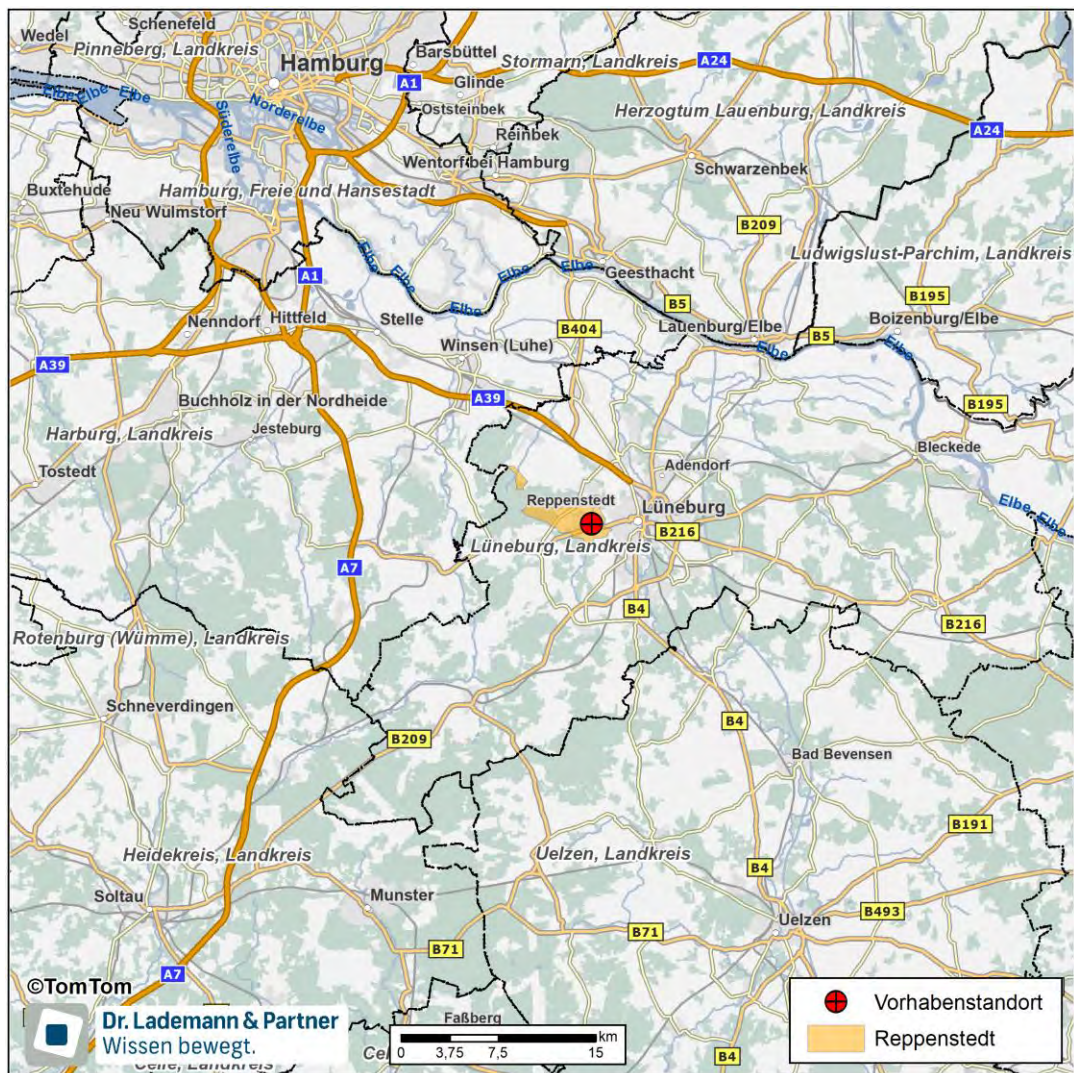 Schenefeld
Wedel
Pinneberg, Landkreis
Hamburg
Barsbüttel
Stormarn, Landkreis
A24
A1
Glinde
Elbe Elbe Elbe
Norderelbe
Süderelbe
Oststeinbek
Herzogtum Lauenburg, Landkreis
A24
Reinbek
Wentorf bei Hamburg
Schwarzenbek
Buxtehude
Hamburg, Freie und Hansestadt
Neu Wulmstorf
B209
Ludwigslust-Parchim, Landkreis
A1
Elbe
Elbe
Elbe
Elbe
Elbe
Geesthacht
B5
B195
Nenndorf
Hittfeld
Stelle
B404
Lauenburg/Elbe
Elbe
B5
Boizenburg/Elbe
Elbe
A39
Winsen (Luhe)
A39
Buchholz in der Nordheide
B195
Harburg, Landkreis
Jesteburg
Bleckede
Tostedt
Adendorf
Reppenstedt
Lüneburg
Elbe Elbe
B216
Lüneburg, Landkreis
A7
B4
B216
Rotenburg (Wümme), Landkreis
Schneverdingen
B209
B4
Bad Bevensen
B191
Heidekreis, Landkreis
Uelzen, Landkreis
B4
Soltau
Munster
B493
Uelzen
B71
B71
A7
©TomTom
Dr. Lademann & Partner
Wissen bewegt.
Faßberg
km
0 3,75 7,5 15
B4
Celle, Landkreis
Vorhabenstandort
Reppenstedt